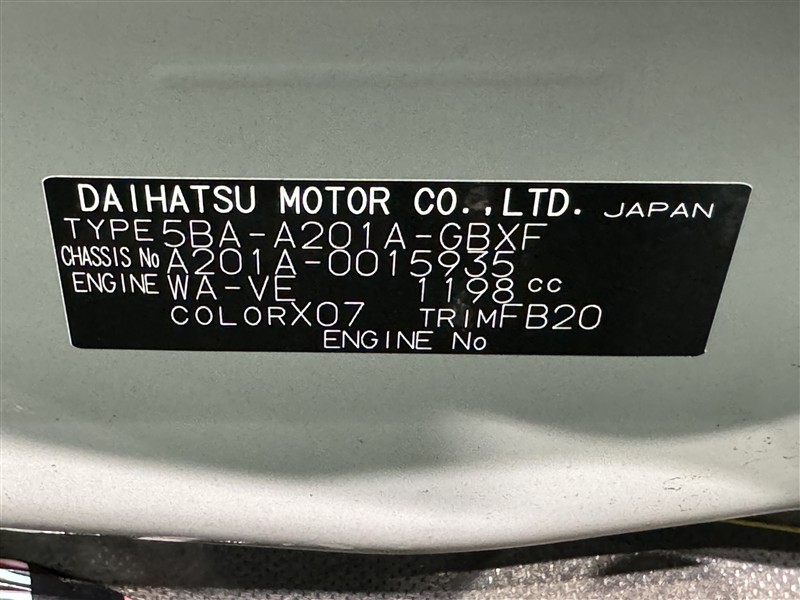 DAIHATSU MOTOR CO.,LTD. JAPAN
TYPE 5BA-A201A-GBXF
CHASSIS No A201A-0015935
ENGINE WA-VE 1198 cc
COLOR X07 TRIM FB20
ENGINE No